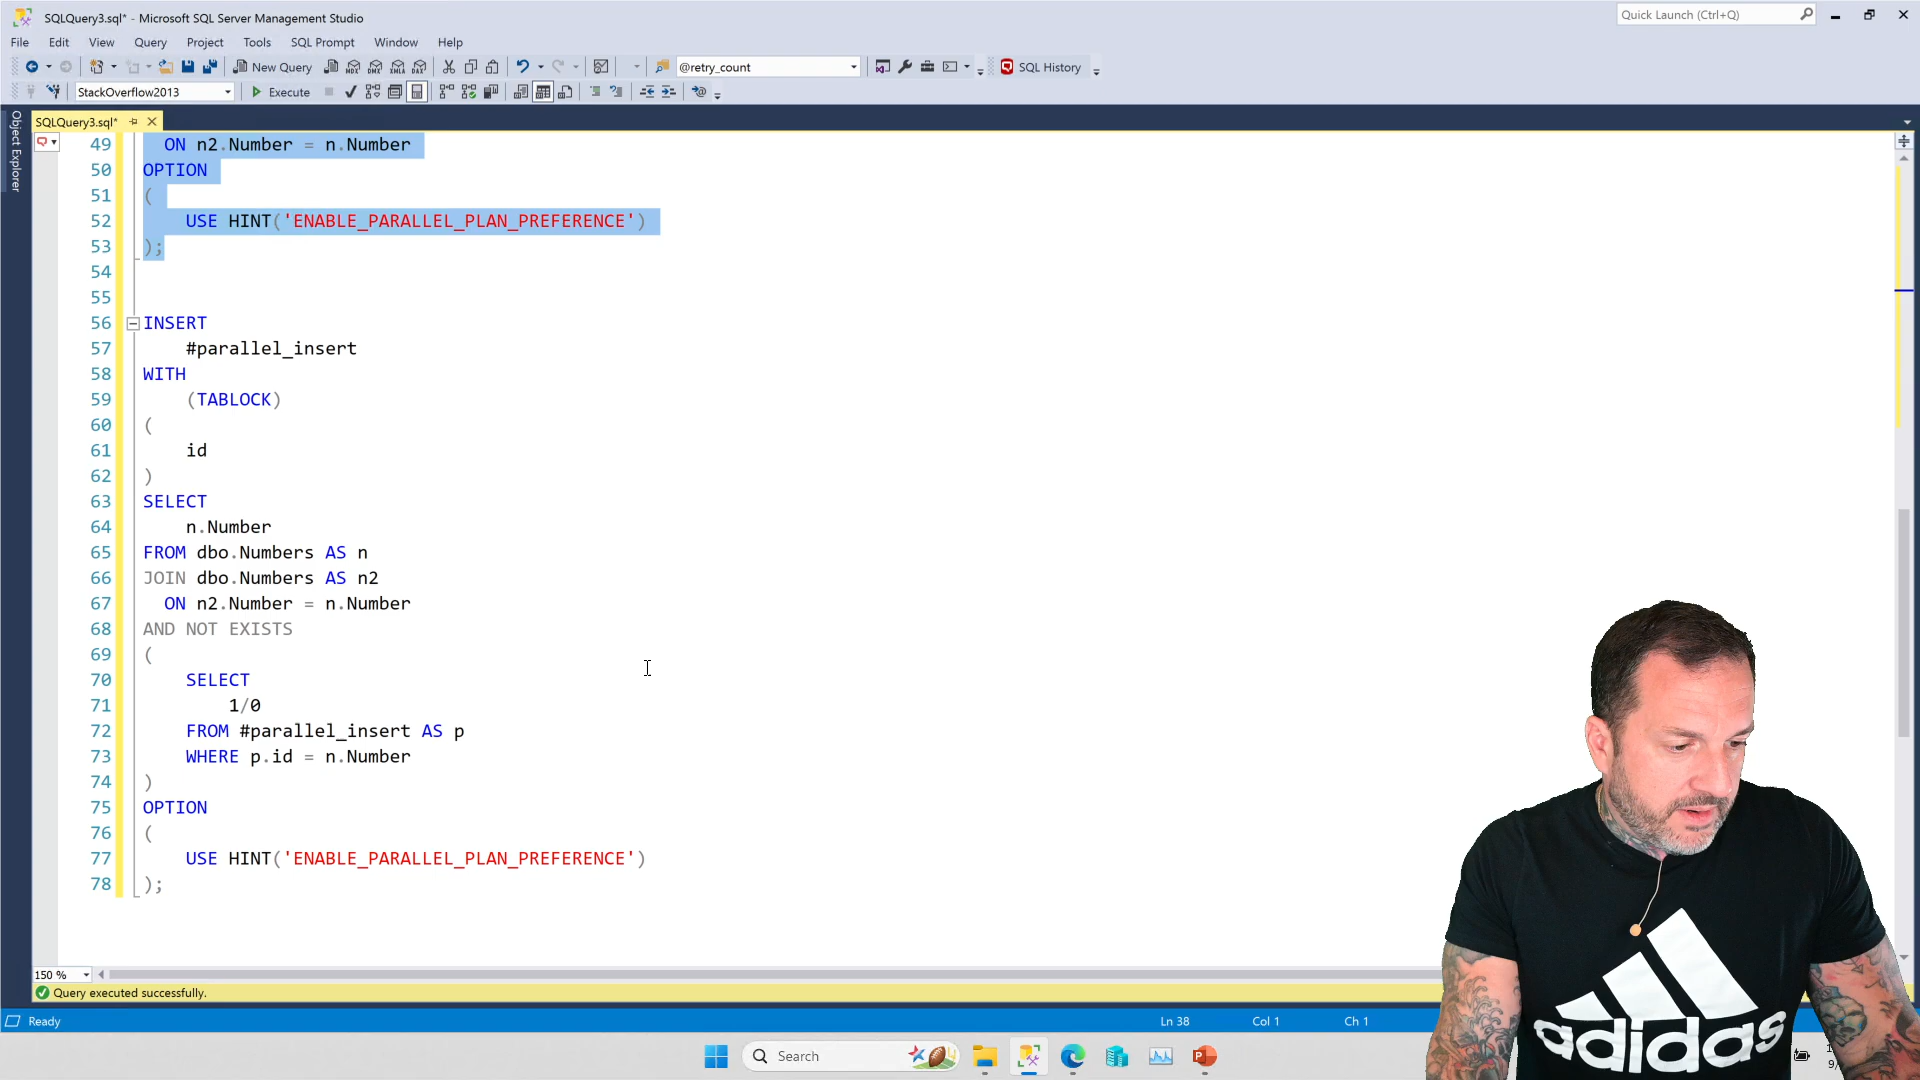 SQLQuery3.sql* - Microsoft SQL Server Management Studio
Quick Launch (Ctrl+Q)
File Edit View Query Project Tools SQL Prompt Window Help
New Query
@retry_count
SQL History
StackOverflow2013
Execute
SQLQuery3.sql*
Object Explorer
49 ON n2.Number = n.Number
50 OPTION
51 (
52 USE HINT('ENABLE_PARALLEL_PLAN_PREFERENCE')
53 );
54
55
56 INSERT
57 #parallel_insert
58 WITH
59 (TABLOCK)
60 (
61 id
62 )
63 SELECT
64 n.Number
65 FROM dbo.Numbers AS n
66 JOIN dbo.Numbers AS n2
67 ON n2.Number = n.Number
68 AND NOT EXISTS
69 (
70 SELECT
71 1/0
72 FROM #parallel_insert AS p
73 WHERE p.id = n.Number
74 )
75 OPTION
76 (
77 USE HINT('ENABLE_PARALLEL_PLAN_PREFERENCE')
78 );
150 %
Query executed successfully.
Ready
Ln 38 Col 1 Ch 1
Search
adidas